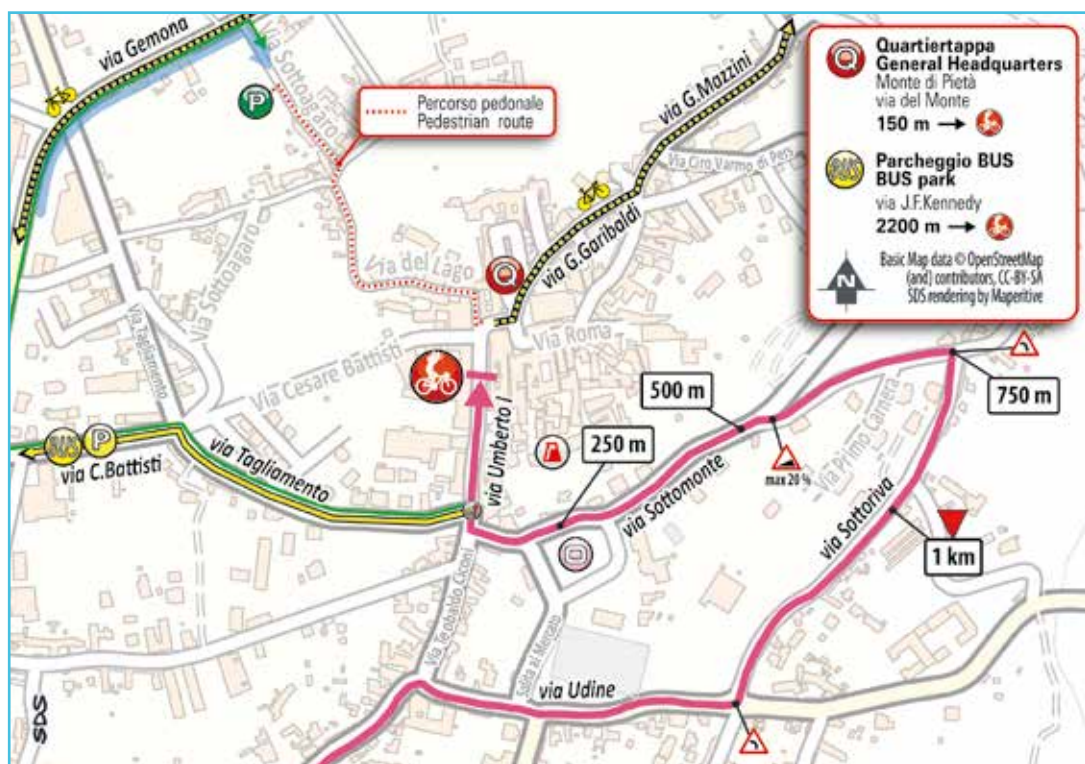 via Gemona
via Sottoagaro
P
Percorso pedonale
Pedestrian route
via G.Mazzini
Via Ciro Varmo di Pers
Q
Quartiertappa
General Headquarters
Monte di Pietà
via del Monte
150 m
BUS
Parcheggio BUS
BUS park
via J.F.Kennedy
2200 m
N
Basic Map data © OpenStreetMap
(and) contributors, CC-BY-SA
SDS rendering by Maperitive
Via Sottoagaro
Via del Lago
Q
via G.Garibaldi
Via Tagliamento
Via Cesare Battisti
Via Roma
500 m
750 m
250 m
max 20 %
Via Primo Carnera
BUS
P
via C.Battisti
via Tagliamento
via Umberto I
via Sottomonte
via Sottoriva
1 km
Via Teobaldo Ciconi
Salita al Mercato
via Udine
SDS